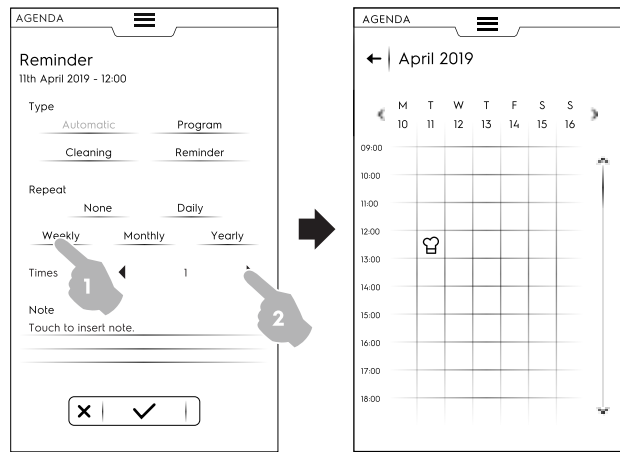 AGENDA
Reminder
11th April 2019 - 12:00
Type
Automatic Program
Cleaning Reminder
Repeat
None Daily
Weekly Monthly Yearly
Times 1
1
2
Note
Touch to insert note.
AGENDA
April 2019
M T W T F S S
10 11 12 13 14 15 16
09:00
10:00
11:00
12:00
13:00
14:00
15:00
16:00
17:00
18:00